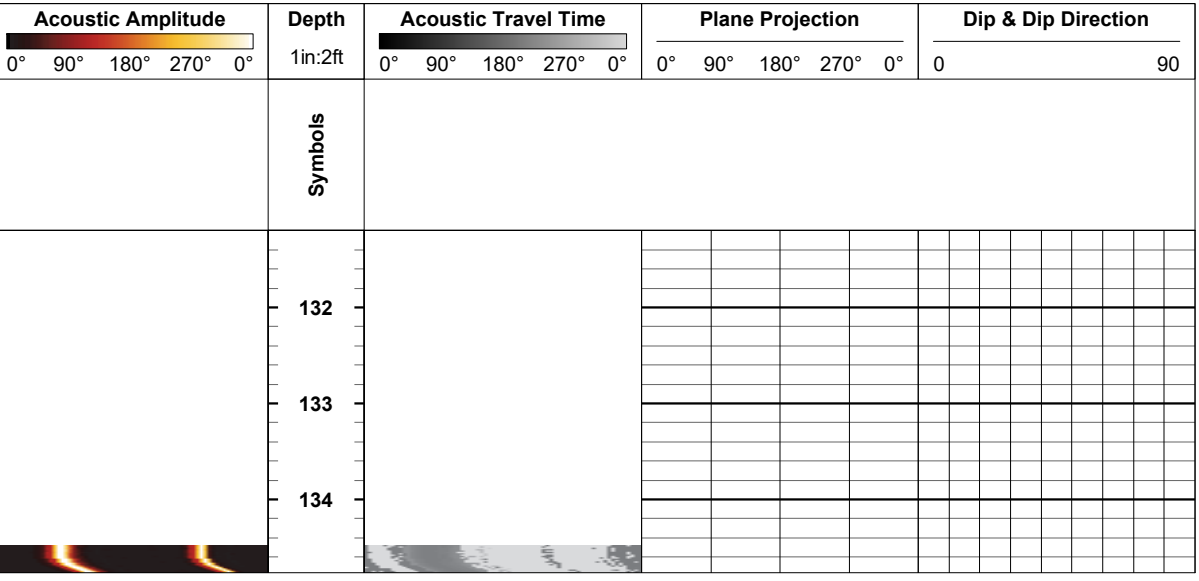 Acoustic Amplitude
0° 90° 180° 270° 0°
Depth
1in:2ft
Acoustic Travel Time
0° 90° 180° 270° 0°
Plane Projection
0° 90° 180° 270° 0°
Dip & Dip Direction
0 90
Symbols
132
133
134